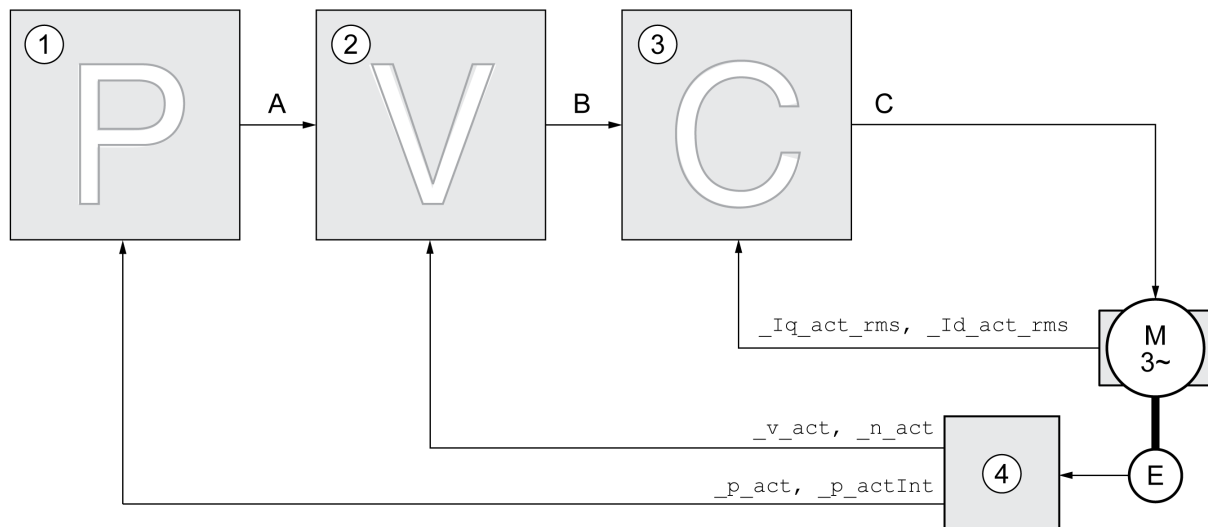 1
P
A
2
V
B
3
C
C
_Iq_act_rms, _Id_act_rms
M
3~
_v_act, _n_act
_p_act, _p_actInt
4
E